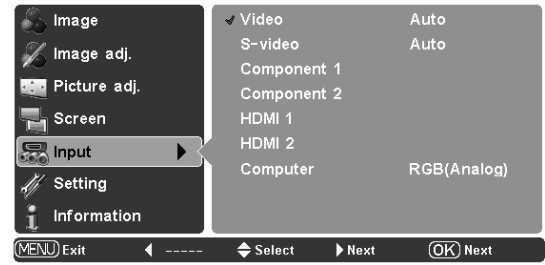 Image
Image adj.
Picture adj.
Screen
Input
Setting
Information
Video Auto
S-video Auto
Component 1
Component 2
HDMI 1
HDMI 2
Computer RGB(Analog)
MENU Exit ----- Select Next OK Next